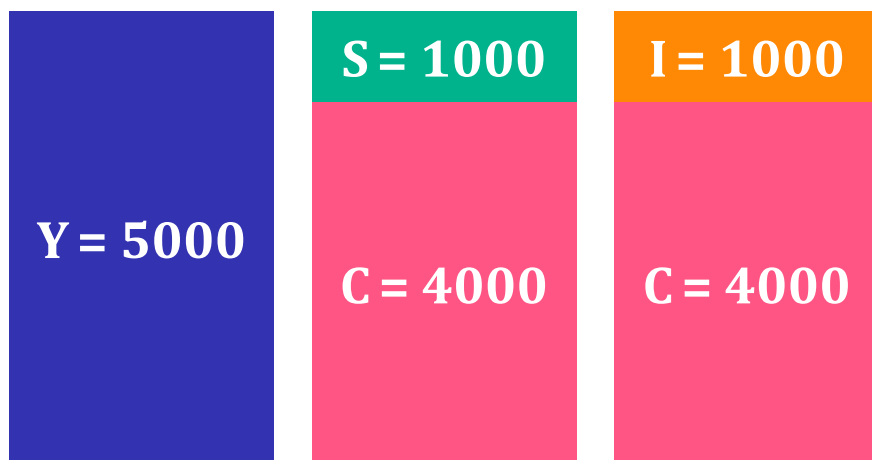 Y = 5000
S = 1000
C = 4000
I = 1000
C = 4000